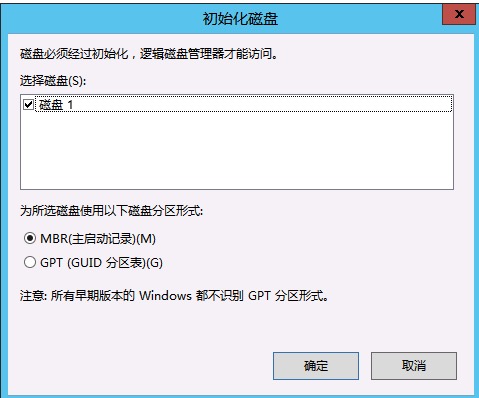 初始化磁盘
x
磁盘必须经过初始化，逻辑磁盘管理器才能访问。
选择磁盘(S):
磁盘 1
为所选磁盘使用以下磁盘分区形式:
MBR(主启动记录)(M)
GPT (GUID 分区表)(G)
注意: 所有早期版本的 Windows 都不识别 GPT 分区形式。
确定
取消